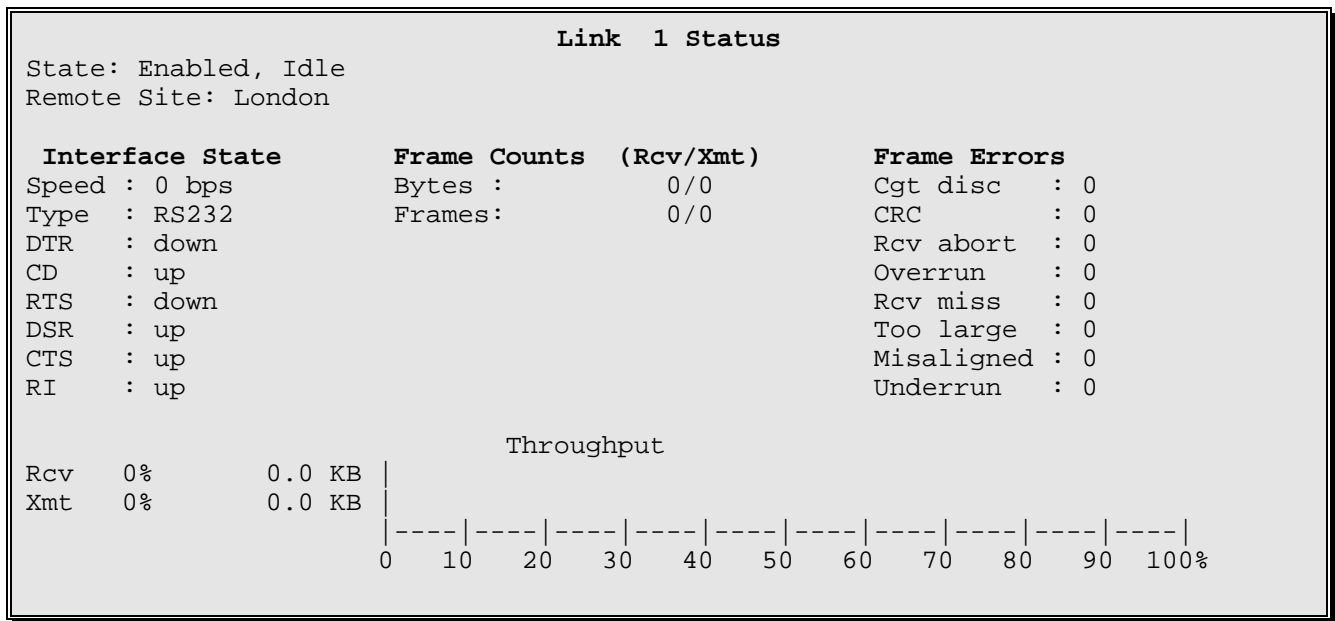 Link  1 Status
State: Enabled, Idle
Remote Site: London
Interface State       Frame Counts  (Rcv/Xmt)       Frame Errors
Speed : 0 bps          Bytes :          0/0          Cgt disc   : 0
Type  : RS232          Frames:          0/0          CRC        : 0
DTR   : down                                         Rcv abort  : 0
CD    : up                                           Overrun    : 0
RTS   : down                                         Rcv miss   : 0
DSR   : up                                           Too large  : 0
CTS   : up                                           Misaligned : 0
RI    : up                                           Underrun   : 0
Throughput
Rcv   0%       0.0 KB |
Xmt   0%       0.0 KB |
|----|----|----|----|----|----|----|----|----|----|
0   10   20   30   40   50   60   70   80   90  100%